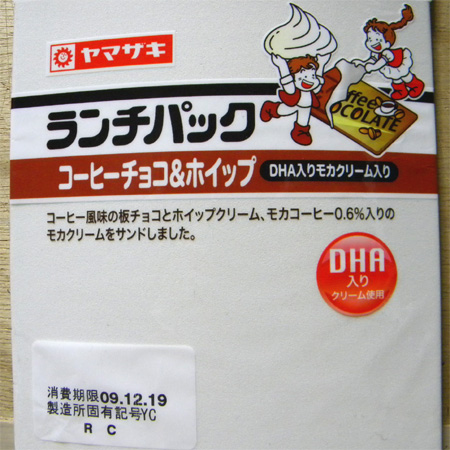 ヤマザキ
ffee
OCOLATE
ランチパック
コーヒーチョコ&ホイップ DHA入りモカクリーム入り
コーヒー風味の板チョコとホイップクリーム、モカコーヒー0.6%入りの
モカクリームをサンドしました。
DHA
入り
クリーム使用
消費期限09.12.19
製造所固有記号YC
R C